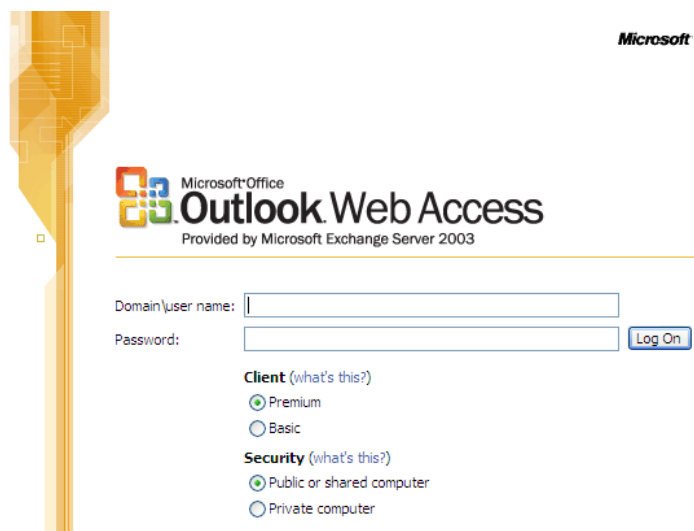 Microsoft
Microsoft Office
Outlook Web Access
Provided by Microsoft Exchange Server 2003
Domain\user name:
Password:
Log On
Client (what's this?)
Premium
Basic
Security (what's this?)
Public or shared computer
Private computer